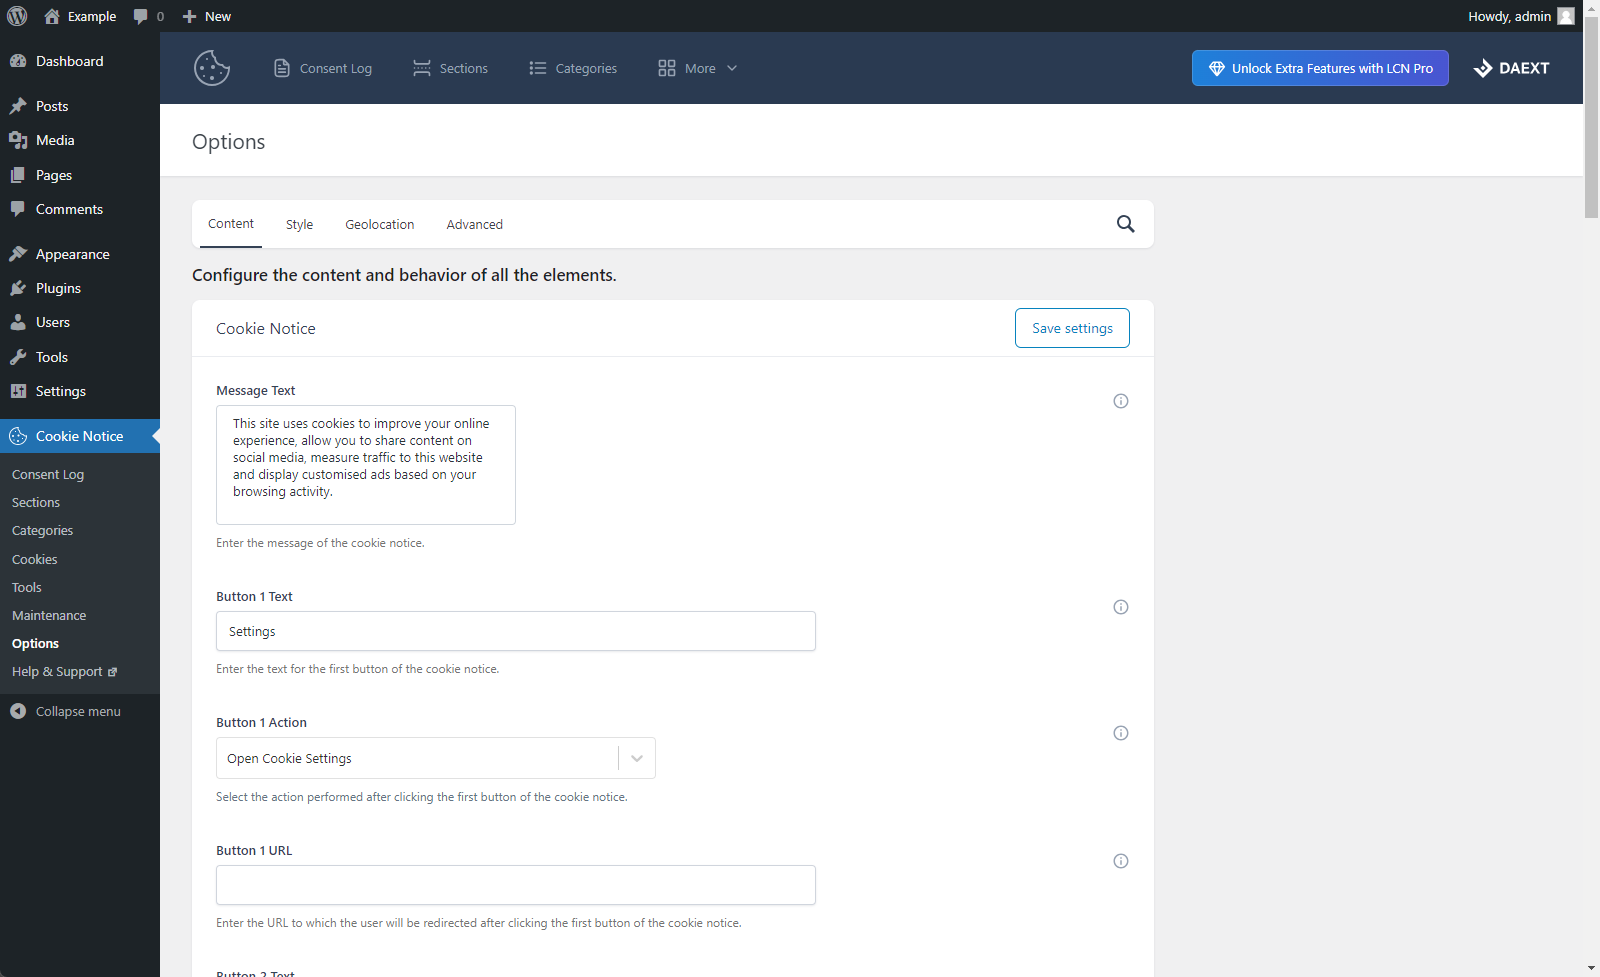 Example
0
New
Howdy, admin
Dashboard
Posts
Media
Pages
Comments
Appearance
Plugins
Users
Tools
Settings
Cookie Notice
Consent Log
Sections
Categories
Cookies
Tools
Maintenance
Options
Help & Support
Collapse menu
Consent Log
Sections
Categories
More
Unlock Extra Features with LCN Pro
DAEXT
Options
Content
Style
Geolocation
Advanced
Configure the content and behavior of all the elements.
Cookie Notice
Save settings
Message Text
This site uses cookies to improve your online
experience, allow you to share content on
social media, measure traffic to this website
and display customised ads based on your
browsing activity.
Enter the message of the cookie notice.
Button 1 Text
Settings
Enter the text for the first button of the cookie notice.
Button 1 Action
Open Cookie Settings
Select the action performed after clicking the first button of the cookie notice.
Button 1 URL
Enter the URL to which the user will be redirected after clicking the first button of the cookie notice.
Button 2 Text